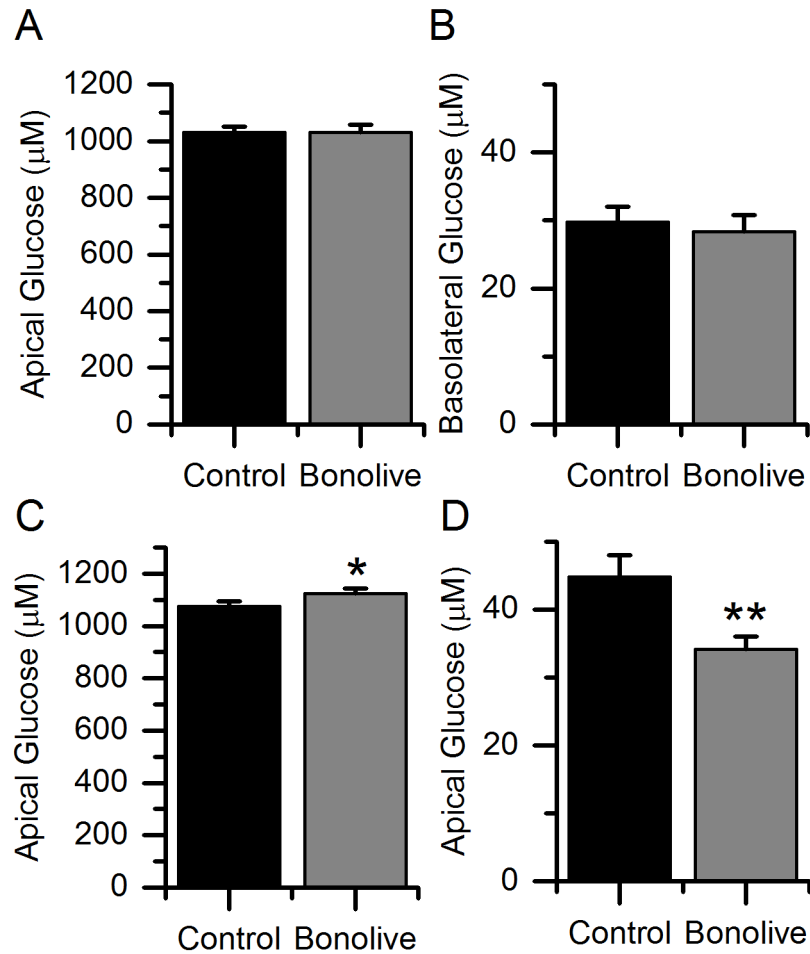 A
Apical Glucose (μM)
1200
1000
800
600
400
200
0
Control Bonolive
B
Basolateral Glucose (μM)
40
20
0
Control Bonolive
C
Apical Glucose (μM)
1200
1000
800
600
400
200
0
*
Control Bonolive
D
Apical Glucose (μM)
40
20
0
**
Control Bonolive